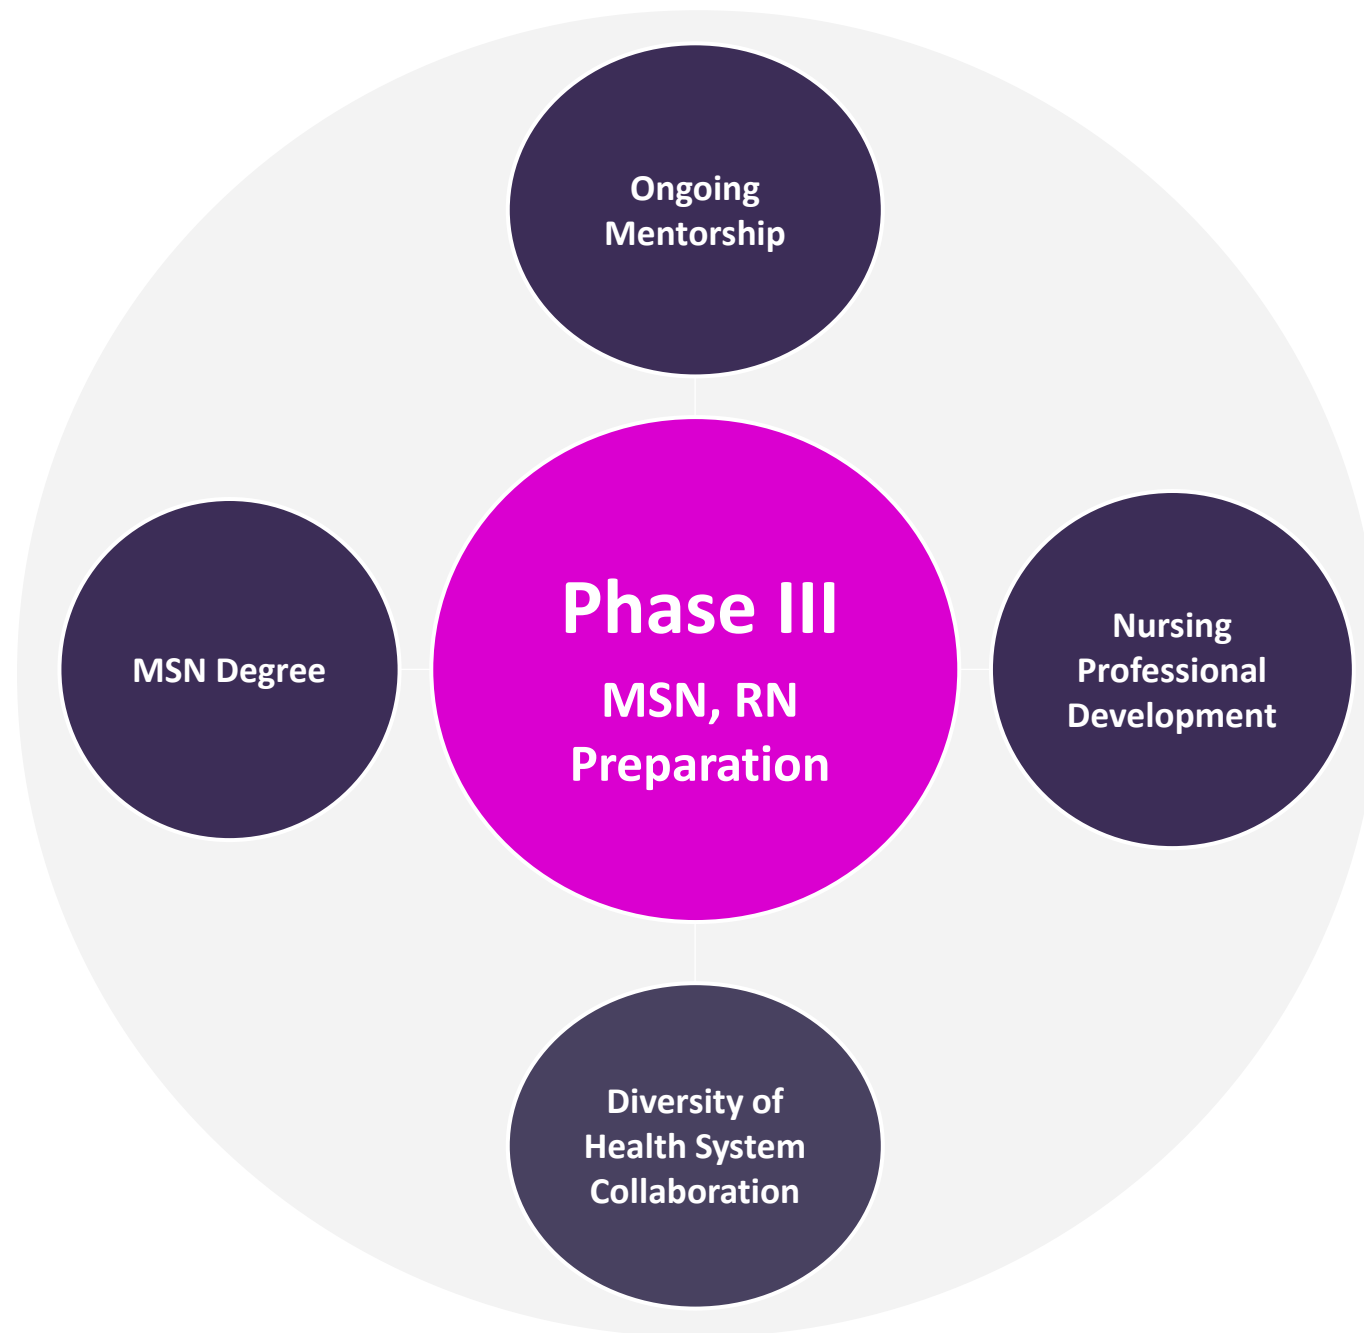 Ongoing
Mentorship
MSN Degree
Phase III
MSN, RN
Preparation
Nursing
Professional
Development
Diversity of
Health System
Collaboration